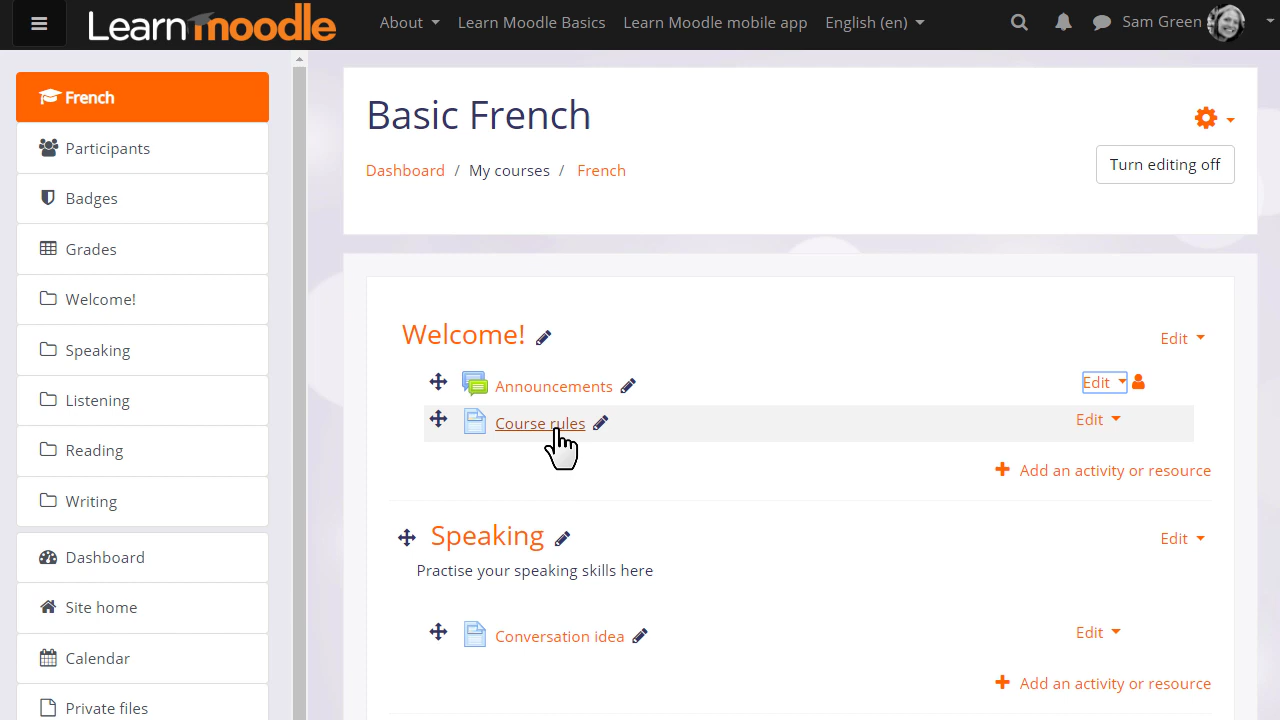 Learn moodle About Learn Moodle Basics Learn Moodle mobile app English (en) Sam Green
French
Participants
Badges
Grades
Welcome!
Speaking
Listening
Reading
Writing
Dashboard
Site home
Calendar
Private files
Basic French
Dashboard / My courses / French
Turn editing off
Welcome! Edit
Announcements Edit
Course rules Edit
Add an activity or resource
Speaking Edit
Practise your speaking skills here
Conversation idea Edit
Add an activity or resource